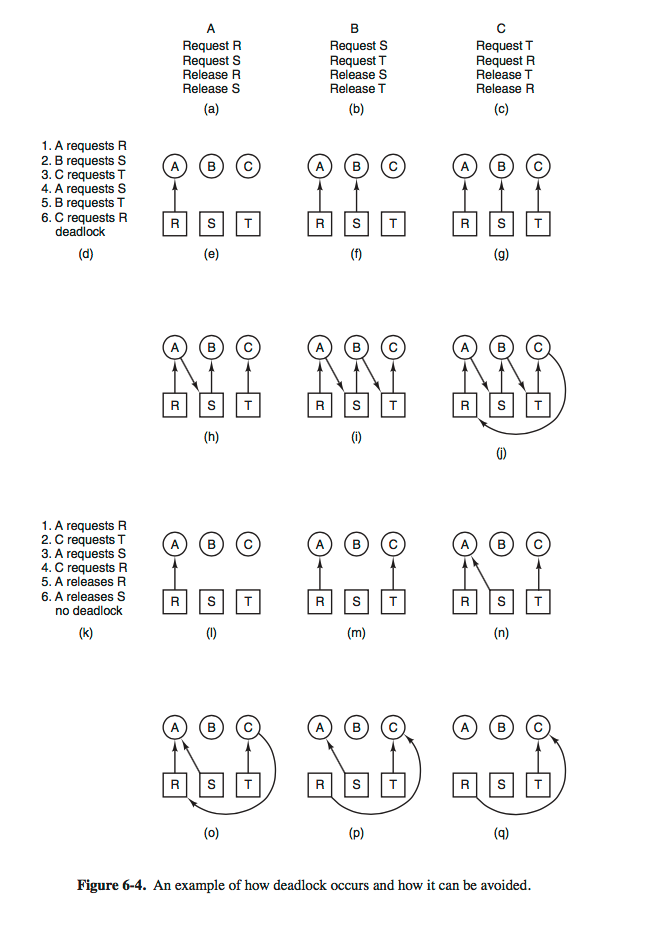 A B C
Request R Request S Request T
Request S Request T Request R
Release R Release S Release T
Release S Release T Release R
(a) (b) (c)
1. A requests R
2. B requests S
3. C requests T
4. A requests S
5. B requests T
6. C requests R
deadlock
A B C A B C A B C
R S T R S T R S T
(d) (e) (f) (g)
A B C A B C A B C
R S T R S T R S T
(h) (i) (j)
1. A requests R
2. C requests T
3. A requests S
4. C requests R
5. A releases R
6. A releases S
no deadlock
A B C A B C A B C
R S T R S T R S T
(k) (l) (m) (n)
A B C A B C A B C
R S T R S T R S T
(o) (p) (q)
Figure 6-4. An example of how deadlock occurs and how it can be avoided.